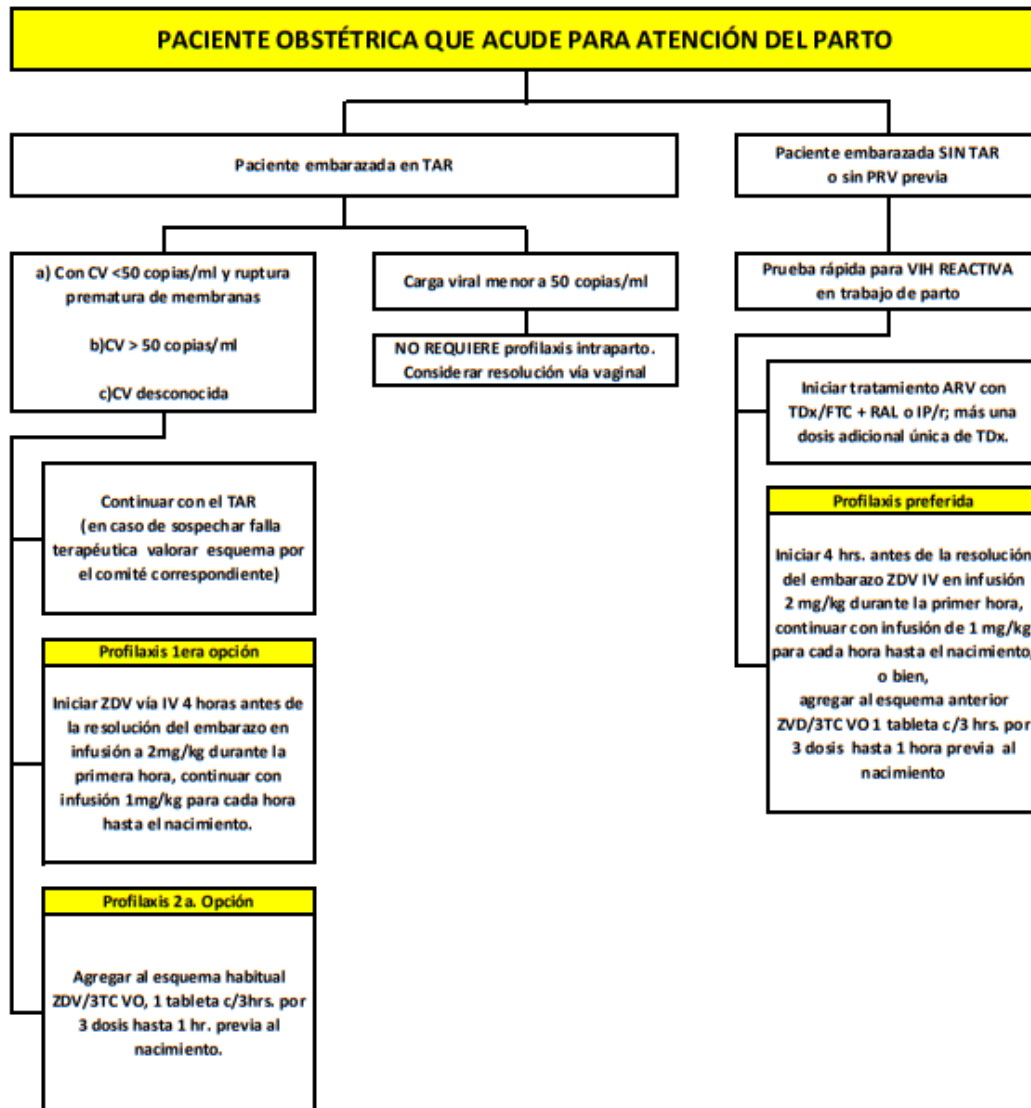 PACIENTE OBSTÉTRICA QUE ACUDE PARA ATENCIÓN DEL PARTO
Paciente embarazada en TAR
Paciente embarazada SIN TAR
o sin PRV previa
a) Con CV <50 copias/ml y ruptura
prematura de membranas
b)CV > 50 copias/ml
c)CV desconocida
Carga viral menor a 50 copias/ml
NO REQUIERE profilaxis intraparto.
Considerar resolución vía vaginal
Prueba rápida para VIH REACTIVA
en trabajo de parto
Iniciar tratamiento ARV con
TDx/FTC + RAL o IP/r; más una
dosis adicional única de TDx.
Continuar con el TAR
(en caso de sospechar falla
terapéutica valorar esquema por
el comité correspondiente)
Profilaxis preferida
Iniciar 4 hrs. antes de la resolución
del embarazo ZDV IV en infusión
2 mg/kg durante la primer hora,
continuar con infusión de 1 mg/kg
para cada hora hasta el nacimiento,
o bien,
agregar al esquema anterior
ZVD/3TC VO 1 tableta c/3 hrs. por
3 dosis hasta 1 hora previa al
nacimiento
Profilaxis 1era opción
Iniciar ZDV vía IV 4 horas antes de
la resolución del embarazo en
infusión a 2mg/kg durante la
primera hora, continuar con
infusión 1mg/kg para cada hora
hasta el nacimiento.
Profilaxis 2a. Opción
Agregar al esquema habitual
ZDV/3TC VO, 1 tableta c/3hrs. por
3 dosis hasta 1 hr. previa al
nacimiento.